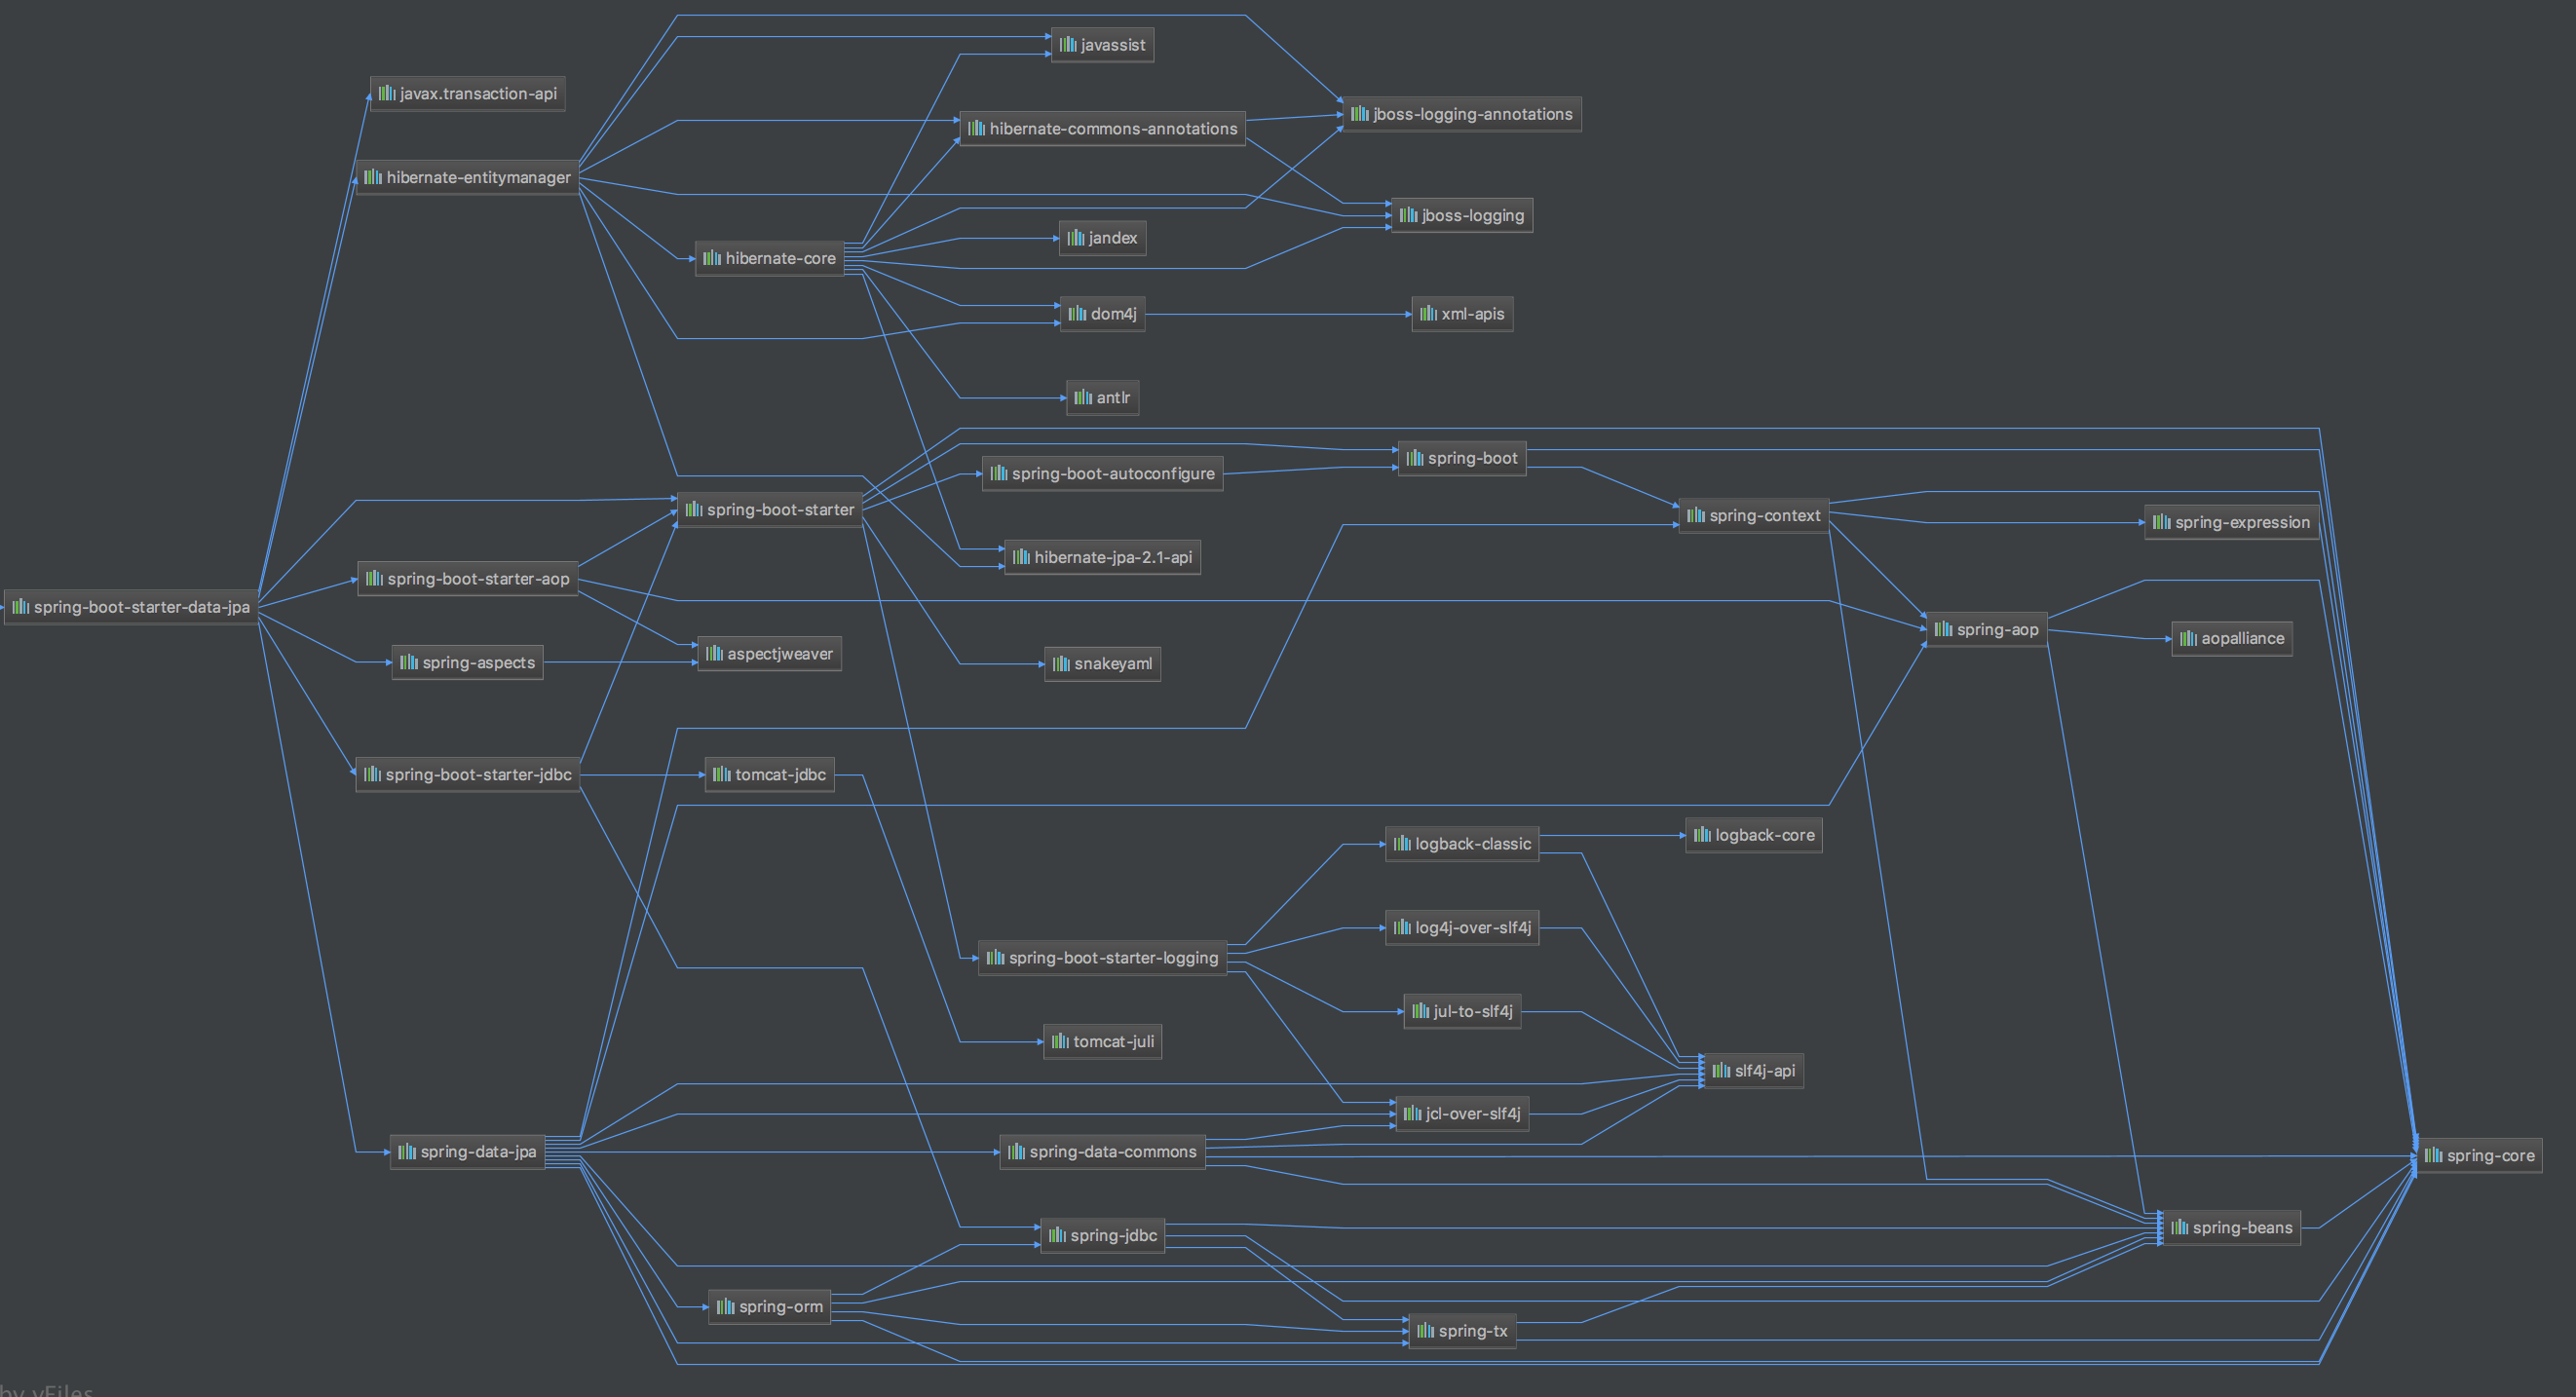 javassist
javax.transaction-api
jboss-logging-annotations
hibernate-commons-annotations
hibernate-entitymanager
jboss-logging
jandex
hibernate-core
dom4j
xml-apis
antlr
spring-boot
spring-boot-autoconfigure
spring-boot-starter
spring-context
spring-expression
hibernate-jpa-2.1-api
spring-boot-starter-aop
spring-boot-starter-data-jpa
spring-aop
aopalliance
aspectjweaver
spring-aspects
snakeyaml
spring-boot-starter-jdbc
tomcat-jdbc
logback-core
logback-classic
log4j-over-slf4j
spring-boot-starter-logging
jul-to-slf4j
tomcat-juli
slf4j-api
jcl-over-slf4j
spring-data-jpa
spring-data-commons
spring-core
spring-beans
spring-jdbc
spring-orm
spring-tx
by yFiles